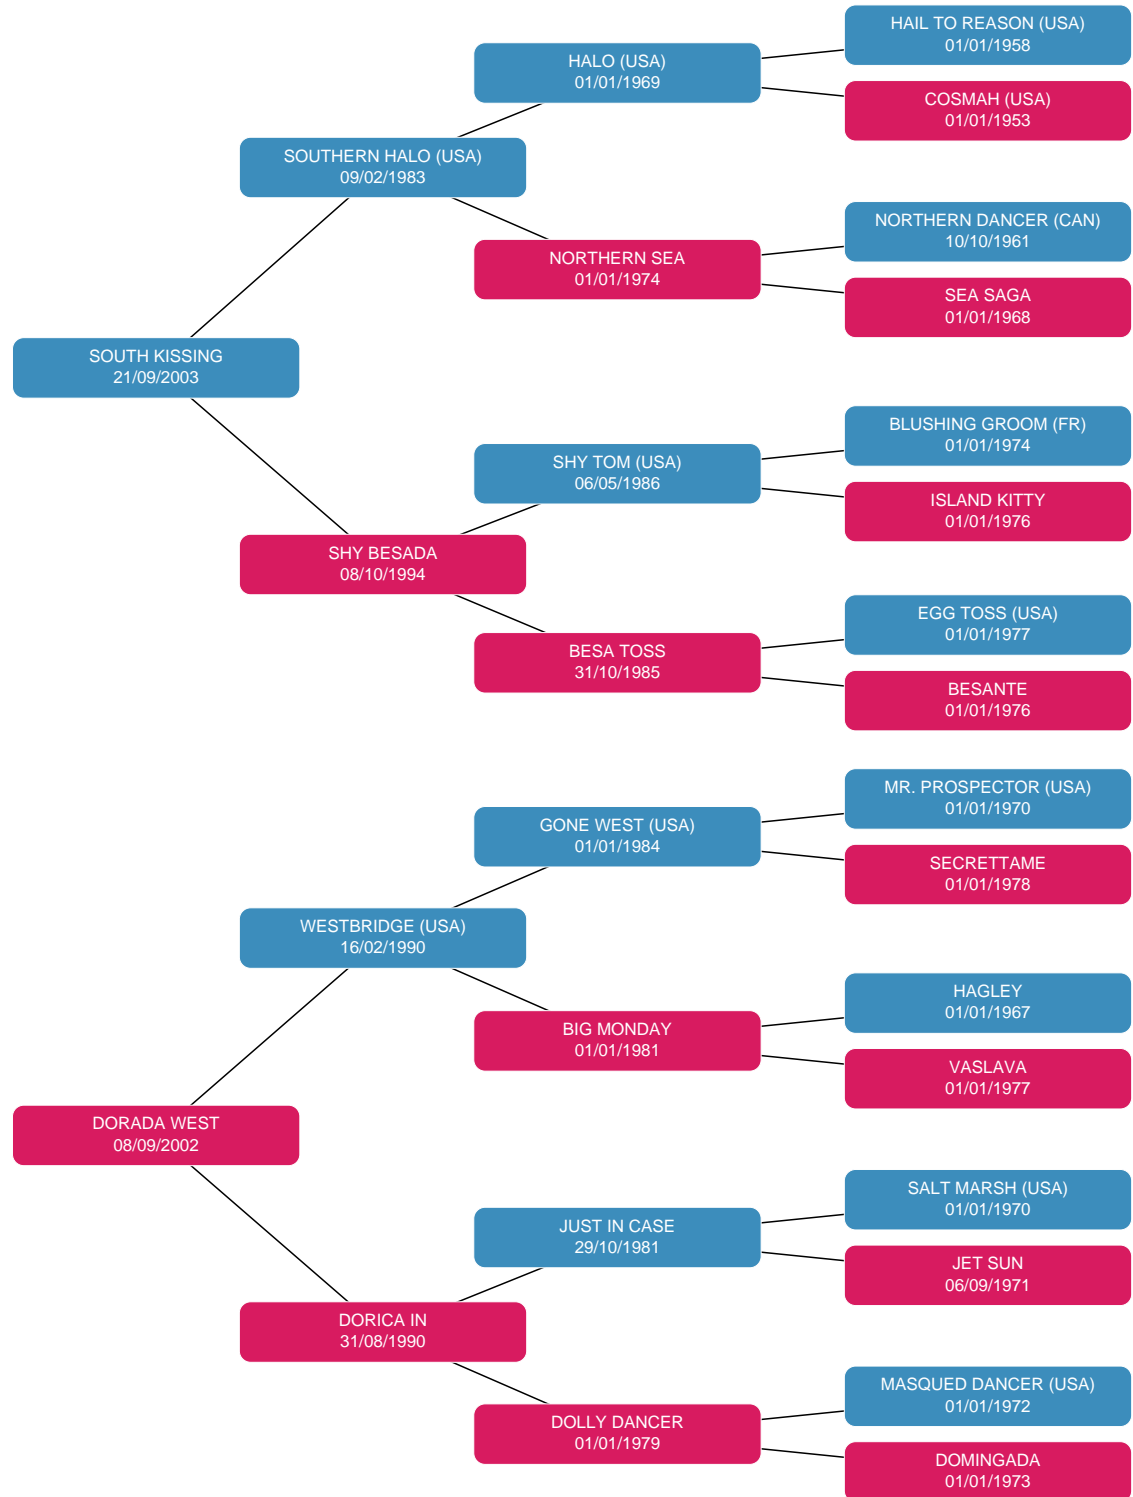 HAIL TO REASON (USA)
01/01/1958
HALO (USA)
01/01/1969
COSMAH (USA)
01/01/1953
SOUTHERN HALO (USA)
09/02/1983
NORTHERN DANCER (CAN)
10/10/1961
NORTHERN SEA
01/01/1974
SEA SAGA
01/01/1968
SOUTH KISSING
21/09/2003
BLUSHING GROOM (FR)
01/01/1974
SHY TOM (USA)
06/05/1986
ISLAND KITTY
01/01/1976
SHY BESADA
08/10/1994
EGG TOSS (USA)
01/01/1977
BESA TOSS
31/10/1985
BESANTE
01/01/1976
MR. PROSPECTOR (USA)
01/01/1970
GONE WEST (USA)
01/01/1984
SECRETTAME
01/01/1978
WESTBRIDGE (USA)
16/02/1990
HAGLEY
01/01/1967
BIG MONDAY
01/01/1981
VASLAVA
01/01/1977
DORADA WEST
08/09/2002
SALT MARSH (USA)
01/01/1970
JUST IN CASE
29/10/1981
JET SUN
06/09/1971
DORICA IN
31/08/1990
MASQUED DANCER (USA)
01/01/1972
DOLLY DANCER
01/01/1979
DOMINGADA
01/01/1973